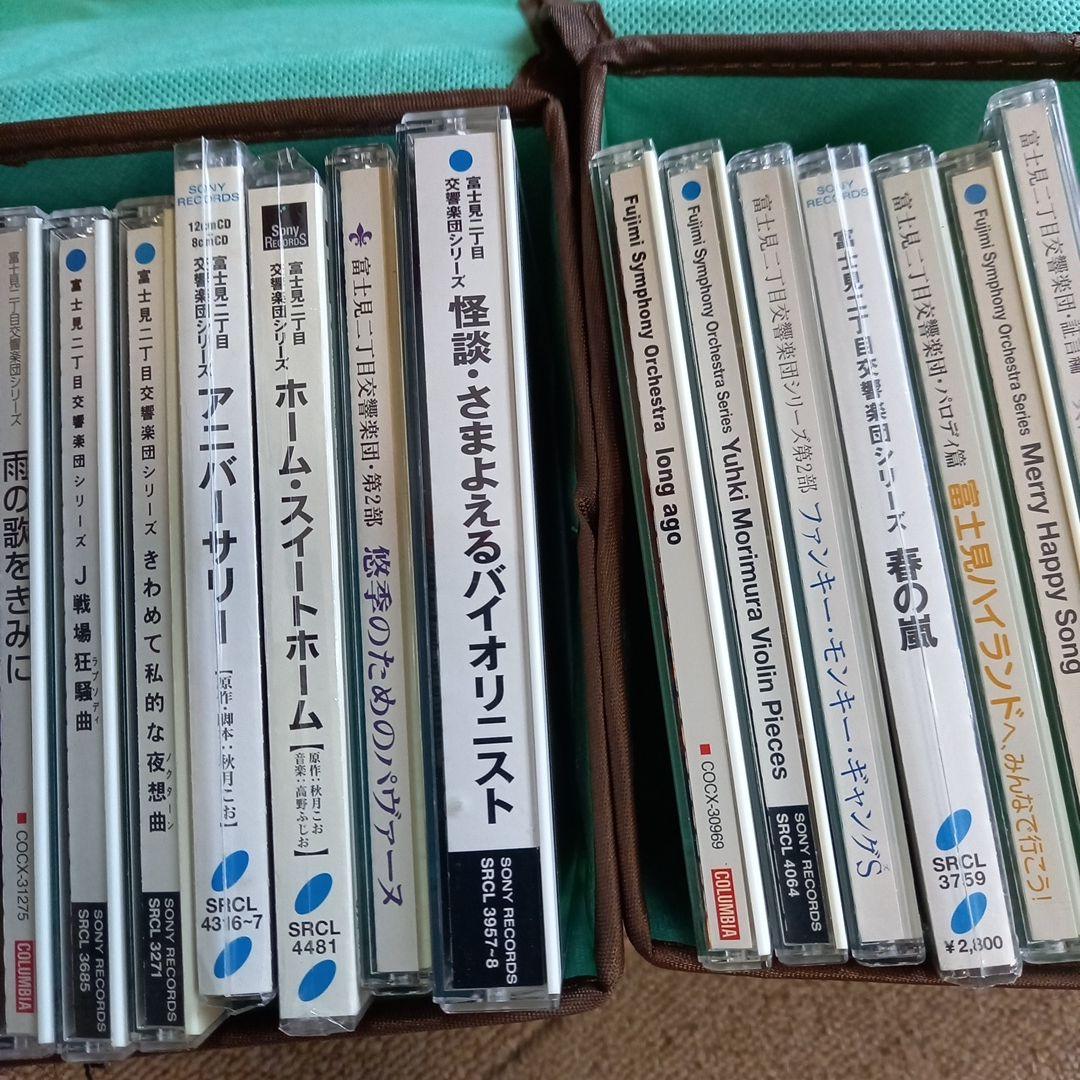 富士見二丁目交響楽団シリーズ
雨の歌をきみに
COCX-31275
COLUMBIA
富士見二丁目交響楽団シリーズ
J戦場狂騒曲
ラプソディ
SONY RECORDS
SRCL 3685
富士見二丁目交響楽団シリーズ
きわめて私的な夜想曲
ノクターン
SONY RECORDS
SRCL 3271
SONY
RECORDS
12cmCD
8cmCD
富士見二丁目
交響楽団シリーズ
アニバーサリー
【原作・脚本:秋月こお】
SRCL
4316~7
Sony
RECORDS
富士見二丁目
交響楽団シリーズ
ホーム・スイートホーム
【原作:秋月こお
音楽:高野ふじお】
SRCL
4481
富士見二丁目交響楽団・第2部
悠季のためのパヴァーヌ
富士見二丁目
交響楽団シリーズ
怪談・さまよえるバイオリニスト
SONY RECORDS
SRCL 3957~8
Fujimi Symphony Orchestra long ago
COCX-30969
COLUMBIA
Fujimi Symphony Orchestra Series Yuhki Morimura Violin Pieces
SONY RECORDS
SRCL 4064
富士見二丁目交響楽団シリーズ第2部
ファンキー・モンキー・ギャングS
ズ
SONY
RECORDS
富士見二丁目交響楽団シリーズ
春の嵐
SRCL
3759
¥2,800
富士見二丁目交響楽団・パロディ篇
富士見ハイランドへ、みんなで行こう!
Fujimi Symphony Orchestra Series Merry Happy Song
富士見二丁目交響楽団・証言編